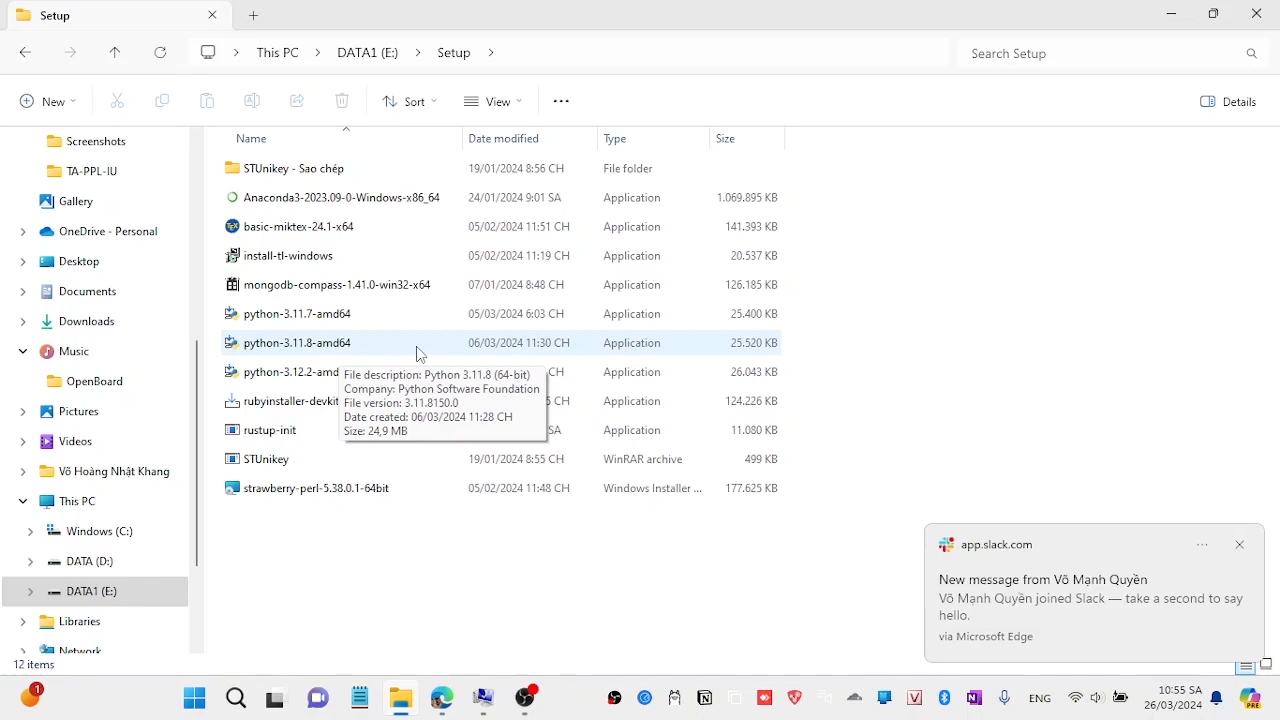 Setup
This PC
DATA1 (E:)
Setup
Search Setup
New
Sort
View
Details
Name Date modified Type Size
Screenshots
TA-PPL-IU
Gallery
OneDrive - Personal
Desktop
Documents
Downloads
Music
OpenBoard
Pictures
Videos
Võ Hoàng Nhật Khang
This PC
Windows (C:)
DATA (D:)
DATA1 (E:)
Libraries
Network
STUnikey - Sao chép 19/01/2024 8:56 CH File folder
Anaconda3-2023.09-0-Windows-x86_64 24/01/2024 9:01 SA Application 1.069.895 KB
basic-miktex-24.1-x64 05/02/2024 11:51 CH Application 141.393 KB
install-tl-windows 05/02/2024 11:19 CH Application 20.537 KB
mongodb-compass-1.41.0-win32-x64 07/01/2024 8:48 CH Application 126.185 KB
python-3.11.7-amd64 05/03/2024 6:03 CH Application 25.400 KB
python-3.11.8-amd64 06/03/2024 11:30 CH Application 25.520 KB
python-3.12.2-amd CH Application 26.043 KB
rubyinstaller-devkit CH Application 124.226 KB
rustup-init SA Application 11.080 KB
STUnikey 19/01/2024 8:55 CH WinRAR archive 499 KB
strawberry-perl-5.38.0.1-64bit 05/02/2024 11:48 CH Windows Installer ... 177.625 KB
File description: Python 3.11.8 (64-bit)
Company: Python Software Foundation
File version: 3.11.8150.0
Date created: 06/03/2024 11:28 CH
Size: 24,9 MB
app.slack.com
New message from Võ Mạnh Quyền
Võ Mạnh Quyền joined Slack — take a second to say
hello.
via Microsoft Edge
12 items
1
ENG
10:55 SA
26/03/2024
PRE